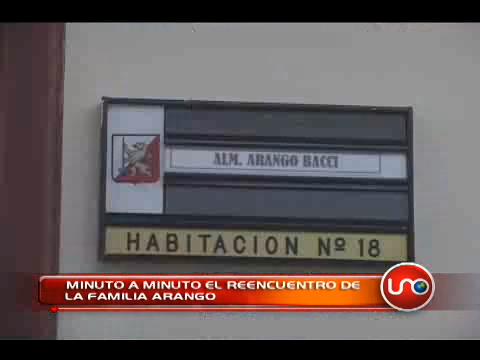 ALM. ARANGO BACCI
HABITACION Nº 18
MINUTO A MINUTO EL REENCUENTRO DE
LA FAMILIA ARANGO
UNO